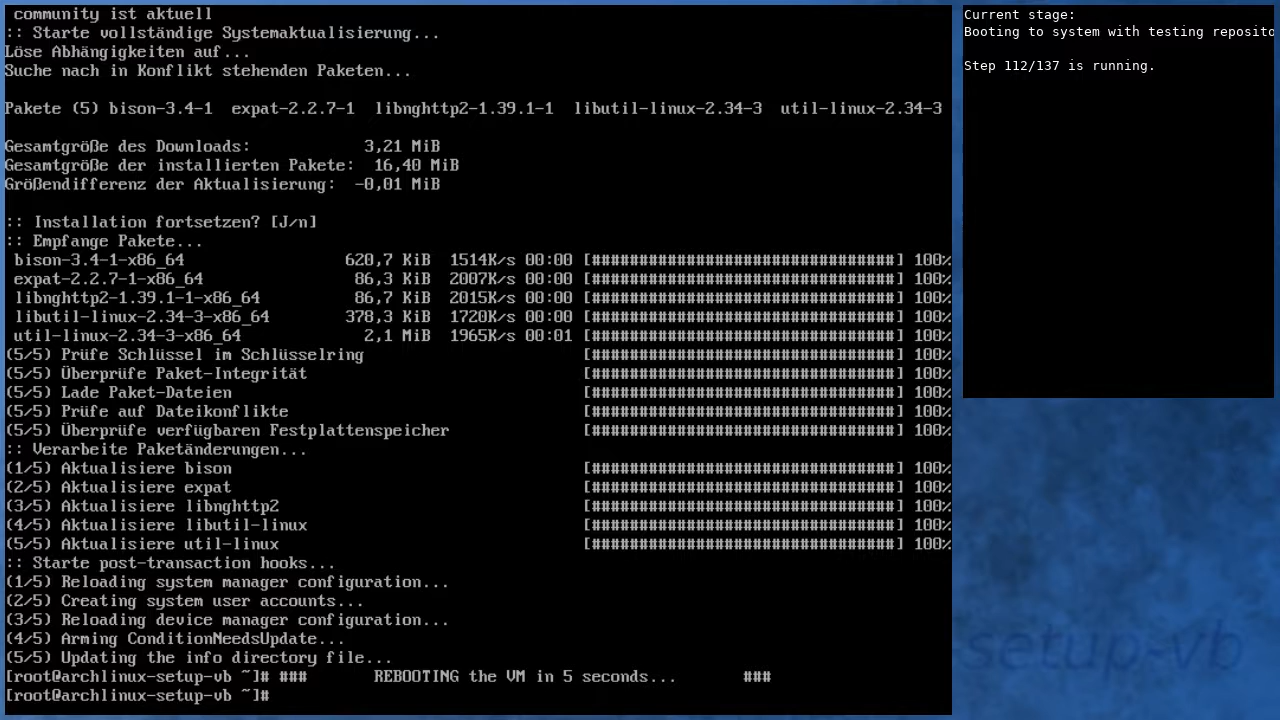 community ist aktuell
:: Starte vollständige Systemaktualisierung...
Löse Abhängigkeiten auf...
Suche nach in Konflikt stehenden Paketen...
Pakete (5) bison-3.4-1  expat-2.2.7-1  libnghttp2-1.39.1-1  libutil-linux-2.34-3  util-linux-2.34-3
Gesamtgröße des Downloads:            3,21 MiB
Gesamtgröße der installierten Pakete:  16,40 MiB
Größendifferenz der Aktualisierung:  -0,01 MiB
:: Installation fortsetzen? [J/n]
:: Empfange Pakete...
bison-3.4-1-x86_64                 620,7 KiB  1514K/s 00:00 [################################] 100%
expat-2.2.7-1-x86_64                86,3 KiB  2007K/s 00:00 [################################] 100%
libnghttp2-1.39.1-1-x86_64          86,7 KiB  2015K/s 00:00 [################################] 100%
libutil-linux-2.34-3-x86_64        378,3 KiB  1720K/s 00:00 [################################] 100%
util-linux-2.34-3-x86_64             2,1 MiB  1965K/s 00:01 [################################] 100%
(5/5) Prüfe Schlüssel im Schlüsselring                       [################################] 100%
(5/5) Überprüfe Paket-Integrität                             [################################] 100%
(5/5) Lade Paket-Dateien                                     [################################] 100%
(5/5) Prüfe auf Dateikonflikte                               [################################] 100%
(5/5) Überprüfe verfügbaren Festplattenspeicher              [################################] 100%
:: Verarbeite Paketänderungen...
(1/5) Aktualisiere bison                                     [################################] 100%
(2/5) Aktualisiere expat                                     [################################] 100%
(3/5) Aktualisiere libnghttp2                                [################################] 100%
(4/5) Aktualisiere libutil-linux                             [################################] 100%
(5/5) Aktualisiere util-linux                                [################################] 100%
:: Starte post-transaction hooks...
(1/5) Reloading system manager configuration...
(2/5) Creating system user accounts...
(3/5) Reloading device manager configuration...
(4/5) Arming ConditionNeedsUpdate...
(5/5) Updating the info directory file...
[root@archlinux-setup-vb ~]# ###       REBOOTING the VM in 5 seconds...       ###
[root@archlinux-setup-vb ~]#
Current stage:
Booting to system with testing reposito
Step 112/137 is running.
setup-vb